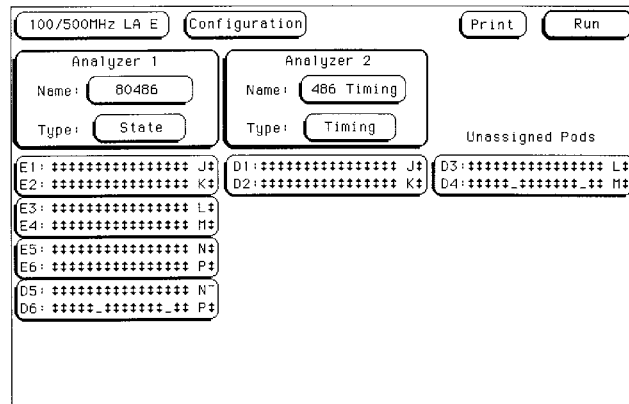 100/500MHz LA E Configuration Print Run
Analyzer 1
Name: 80486
Type: State
Analyzer 2
Name: 486 Timing
Type: Timing
Unassigned Pods
E1: ‡‡‡‡‡‡‡‡‡‡‡‡‡‡‡‡ J‡
E2: ‡‡‡‡‡‡‡‡‡‡‡‡‡‡‡‡ K‡
E3: ‡‡‡‡‡‡‡‡‡‡‡‡‡‡‡‡ L‡
E4: ‡‡‡‡‡‡‡‡‡‡‡‡‡‡‡‡ M‡
E5: ‡‡‡‡‡‡‡‡‡‡‡‡‡‡‡‡ N‡
E6: ‡‡‡‡‡‡‡‡‡‡‡‡‡‡‡‡ P‡
D5: ‡‡‡‡‡‡‡‡‡‡‡‡‡‡‡‡ N¯
D6: ‡‡‡‡‡_‡‡‡‡‡‡‡_‡‡ P‡
D1: ‡‡‡‡‡‡‡‡‡‡‡‡‡‡‡‡ J‡
D2: ‡‡‡‡‡‡‡‡‡‡‡‡‡‡‡‡ K‡
D3: ‡‡‡‡‡‡‡‡‡‡‡‡‡‡‡‡ L‡
D4: ‡‡‡‡‡_‡‡‡‡‡‡‡_‡‡ M‡